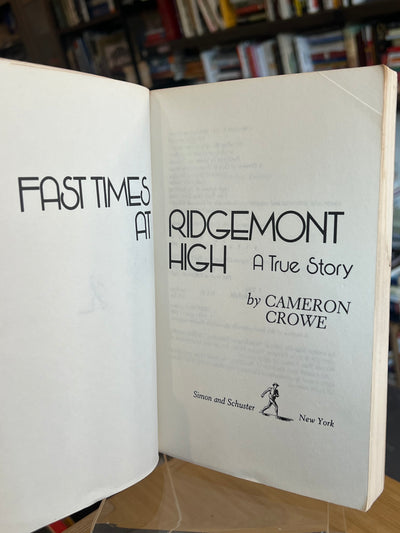 FAST TIMES
AT
RIDGEMONT
HIGH A True Story
by CAMERON
CROWE
Simon and Schuster New York